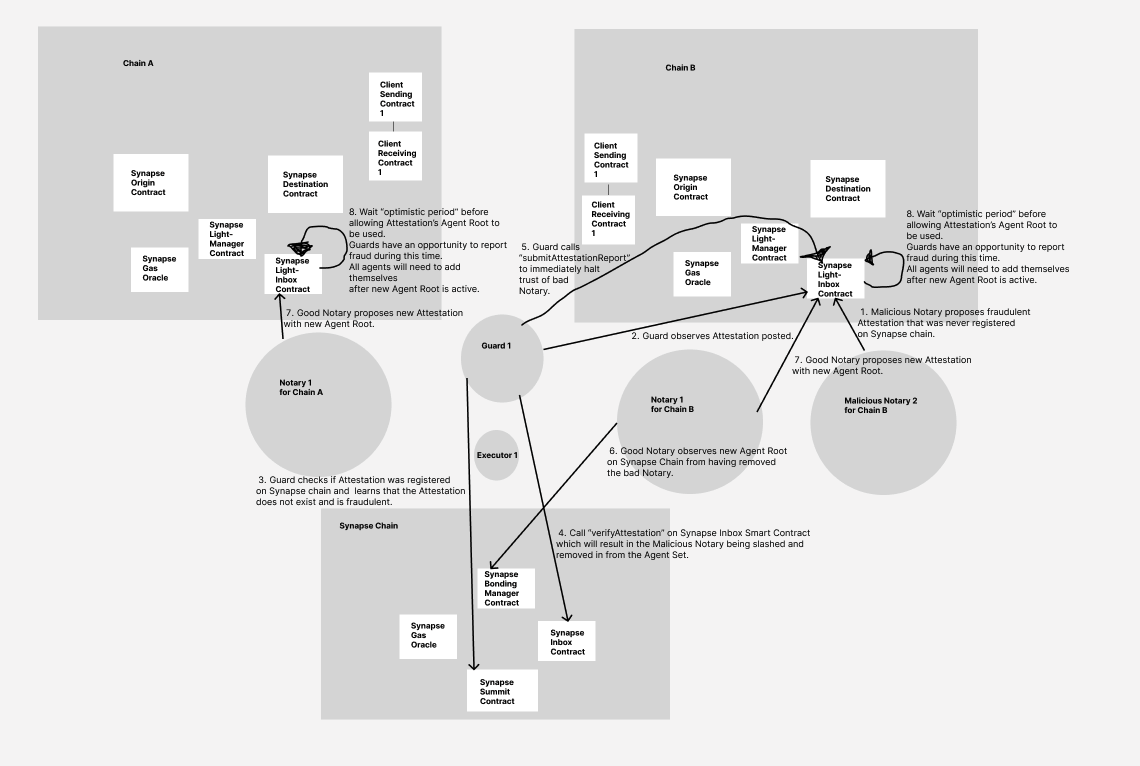 Chain A
Client
Sending
Contract
1
Client
Receiving
Contract
1
Synapse
Origin
Contract
Synapse
Destination
Contract
Synapse
Light-
Manager
Contract
Synapse
Gas
Oracle
Synapse
Light-
Inbox
Contract
8. Wait “optimistic period” before
allowing Attestation’s Agent Root to
be used.
Guards have an opportunity to report
fraud during this time.
All agents will need to add
themselves
after new Agent Root is active.
7. Good Notary proposes new Attestation
with new Agent Root.
Chain B
Client
Sending
Contract
1
Client
Receiving
Contract
1
Synapse
Origin
Contract
Synapse
Destination
Contract
Synapse
Light-
Manager
Contract
Synapse
Gas
Oracle
Synapse
Light-
Inbox
Contract
8. Wait “optimistic period” before
allowing Attestation’s Agent Root to
be used.
Guards have an opportunity to report
fraud during this time.
All agents will need to add themselves
after new Agent Root is active.
5. Guard calls
“submitAttestationReport”
to immediately halt
trust of bad
Notary.
1. Malicious Notary proposes fraudulent
Attestation that was never registered
on Synapse chain.
2. Guard observes Attestation posted.
7. Good Notary proposes new Attestation
with new Agent Root.
Guard 1
Notary 1
for Chain A
Executor 1
Notary 1
for Chain B
Malicious Notary 2
for Chain B
6. Good Notary observes new Agent Root
on Synapse Chain from having removed
the bad Notary.
3. Guard checks if Attestation was registered
on Synapse chain and learns that the Attestation
does not exist and is fraudulent.
4. Call “verifyAttestation” on Synapse Inbox Smart Contract
which will result in the Malicious Notary being slashed and
removed in from the Agent Set.
Synapse Chain
Synapse
Bonding
Manager
Contract
Synapse
Gas
Oracle
Synapse
Inbox
Contract
Synapse
Summit
Contract